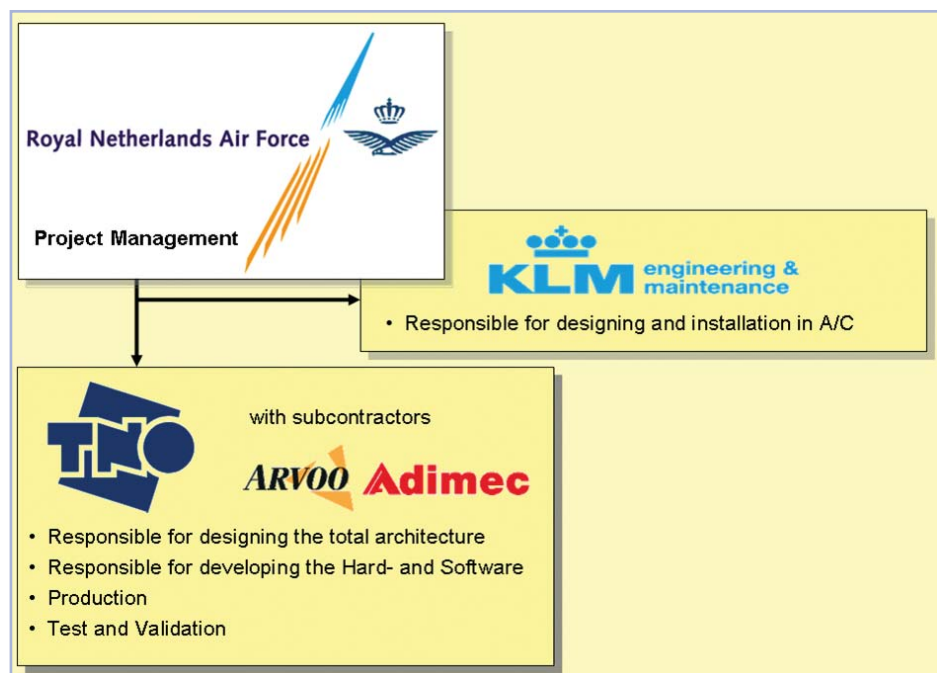 Royal Netherlands Air Force
Project Management
KLM engineering &
maintenance
• Responsible for designing and installation in A/C
TNO
with subcontractors
ARVOO Adimec
• Responsible for designing the total architecture
• Responsible for developing the Hard- and Software
• Production
• Test and Validation